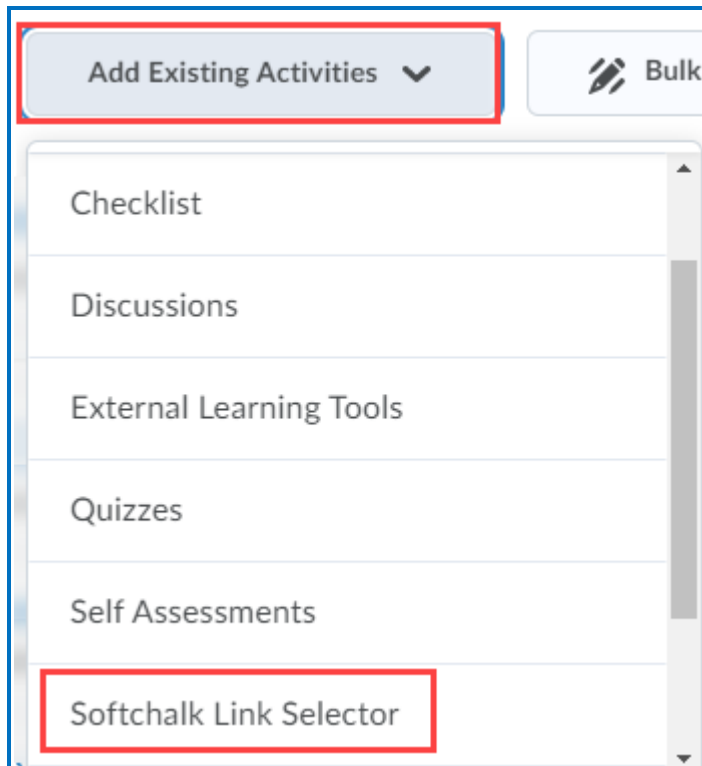 Add Existing Activities
Bulk
Checklist
Discussions
External Learning Tools
Quizzes
Self Assessments
Softchalk Link Selector